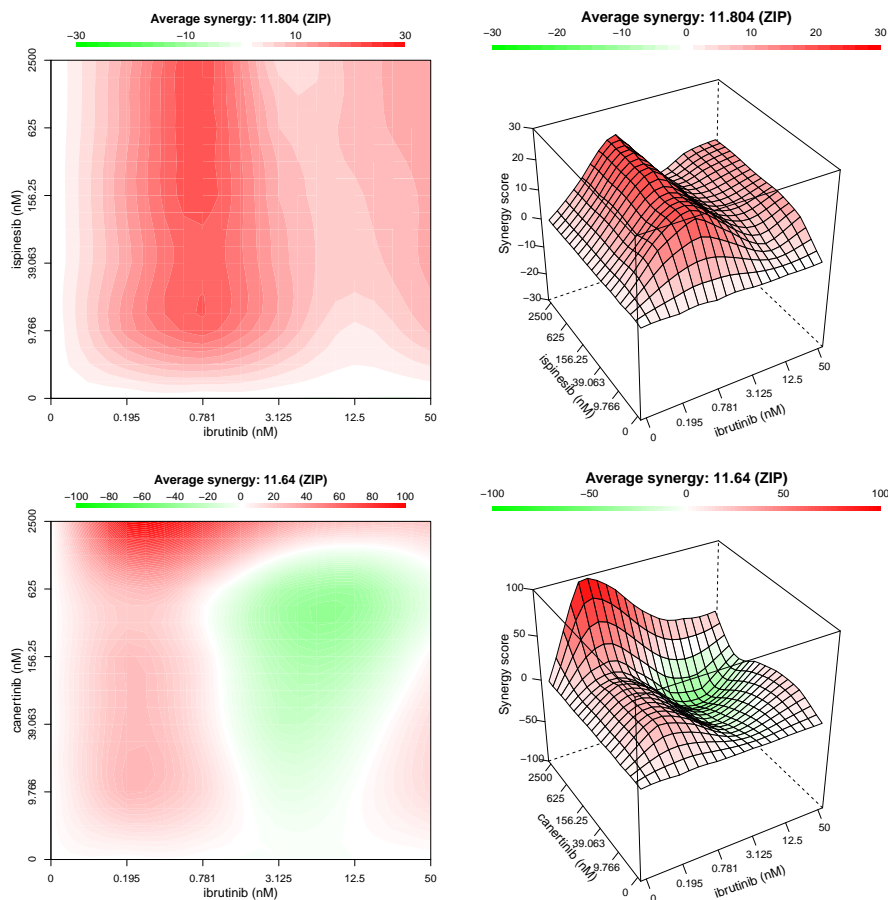 Average synergy: 11.804 (ZIP)
−30 −20 −10 0 10 20 30
2500
625
156.25
39.063
9.766
0
ispinesib (nM)
0 0.195 0.781 3.125 12.5 50
ibrutinib (nM)
Average synergy: 11.804 (ZIP)
−30 −20 −10 0 10 20 30
30
20
10
0
−10
−20
−30
Synergy score
2500
625
156.25
39.063
9.766
0
ispinesib (nM)
0 0.195 0.781 3.125 12.5 50
ibrutinib (nM)
Average synergy: 11.64 (ZIP)
−100 −80 −60 −40 −20 0 20 40 60 80 100
2500
625
156.25
39.063
9.766
0
canertinib (nM)
0 0.195 0.781 3.125 12.5 50
ibrutinib (nM)
Average synergy: 11.64 (ZIP)
−100 −50 0 50 100
100
50
0
−50
−100
Synergy score
2500
625
156.25
39.063
9.766
0
canertinib (nM)
0 0.195 0.781 3.125 12.5 50
ibrutinib (nM)